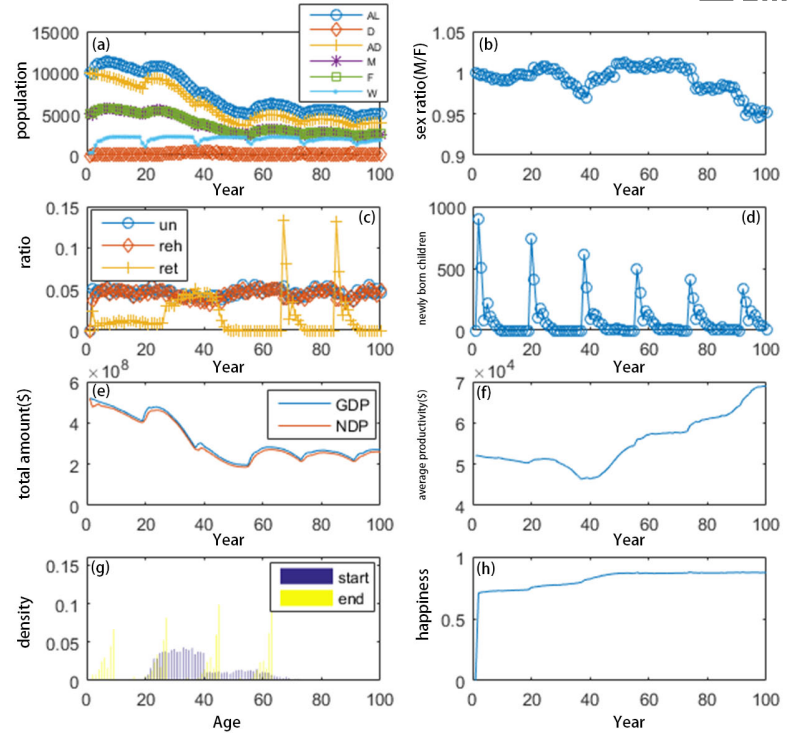 (a)
15000
10000
5000
0
population
0 20 40 60 80 100
Year
AL
D
AD
M
F
W
(b)
1.05
1
0.95
0.9
sex ratio(M/F)
0 20 40 60 80 100
Year
(c)
0.15
0.1
0.05
0
ratio
un
reh
ret
0 20 40 60 80 100
Year
(d)
1000
500
0
newly born children
0 20 40 60 80 100
Year
(e)
×10^8
6
4
2
0
total amount($)
GDP
NDP
0 20 40 60 80 100
Year
(f)
×10^4
7
6
5
4
average productivity($)
0 20 40 60 80 100
Year
(g)
0.15
0.1
0.05
0
density
start
end
0 20 40 60 80 100
Age
(h)
1
0.5
0
happiness
0 20 40 60 80 100
Year